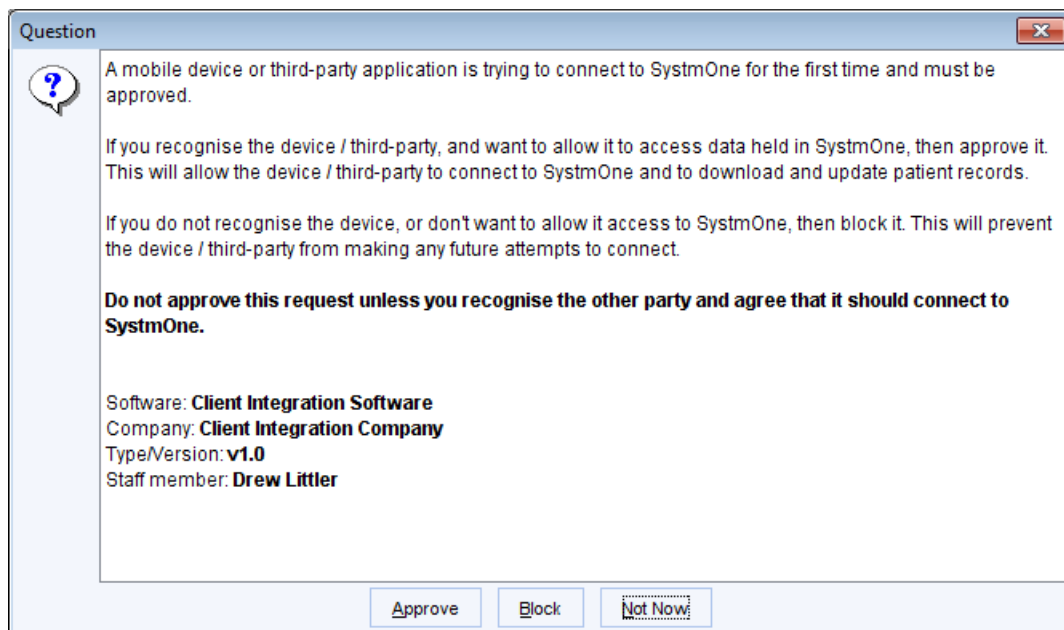 Question
A mobile device or third-party application is trying to connect to SystmOne for the first time and must be
approved.
If you recognise the device / third-party, and want to allow it to access data held in SystmOne, then approve it.
This will allow the device / third-party to connect to SystmOne and to download and update patient records.
If you do not recognise the device, or don't want to allow it access to SystmOne, then block it. This will prevent
the device / third-party from making any future attempts to connect.
Do not approve this request unless you recognise the other party and agree that it should connect to
SystmOne.
Software: Client Integration Software
Company: Client Integration Company
Type/Version: v1.0
Staff member: Drew Littler
Approve Block Not Now